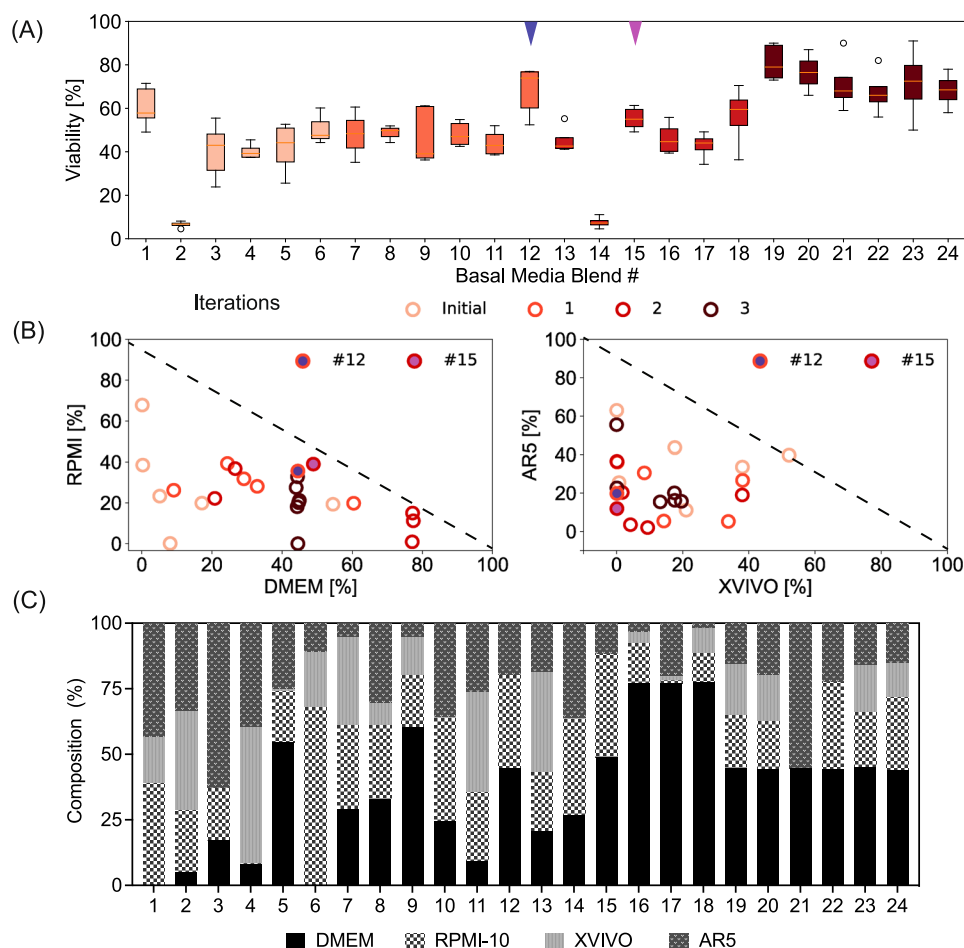 (A)
Viability [%]
100
80
60
40
20
0
1 2 3 4 5 6 7 8 9 10 11 12 13 14 15 16 17 18 19 20 21 22 23 24
Basal Media Blend #
Iterations
Initial 1 2 3
(B)
RPMI [%]
100
80
60
40
20
0
#12 #15
0 20 40 60 80 100
DMEM [%]
AR5 [%]
100
80
60
40
20
0
#12 #15
0 20 40 60 80 100
XVIVO [%]
(C)
Composition (%)
100
75
50
25
0
1 2 3 4 5 6 7 8 9 10 11 12 13 14 15 16 17 18 19 20 21 22 23 24
DMEM RPMI-10 XVIVO AR5